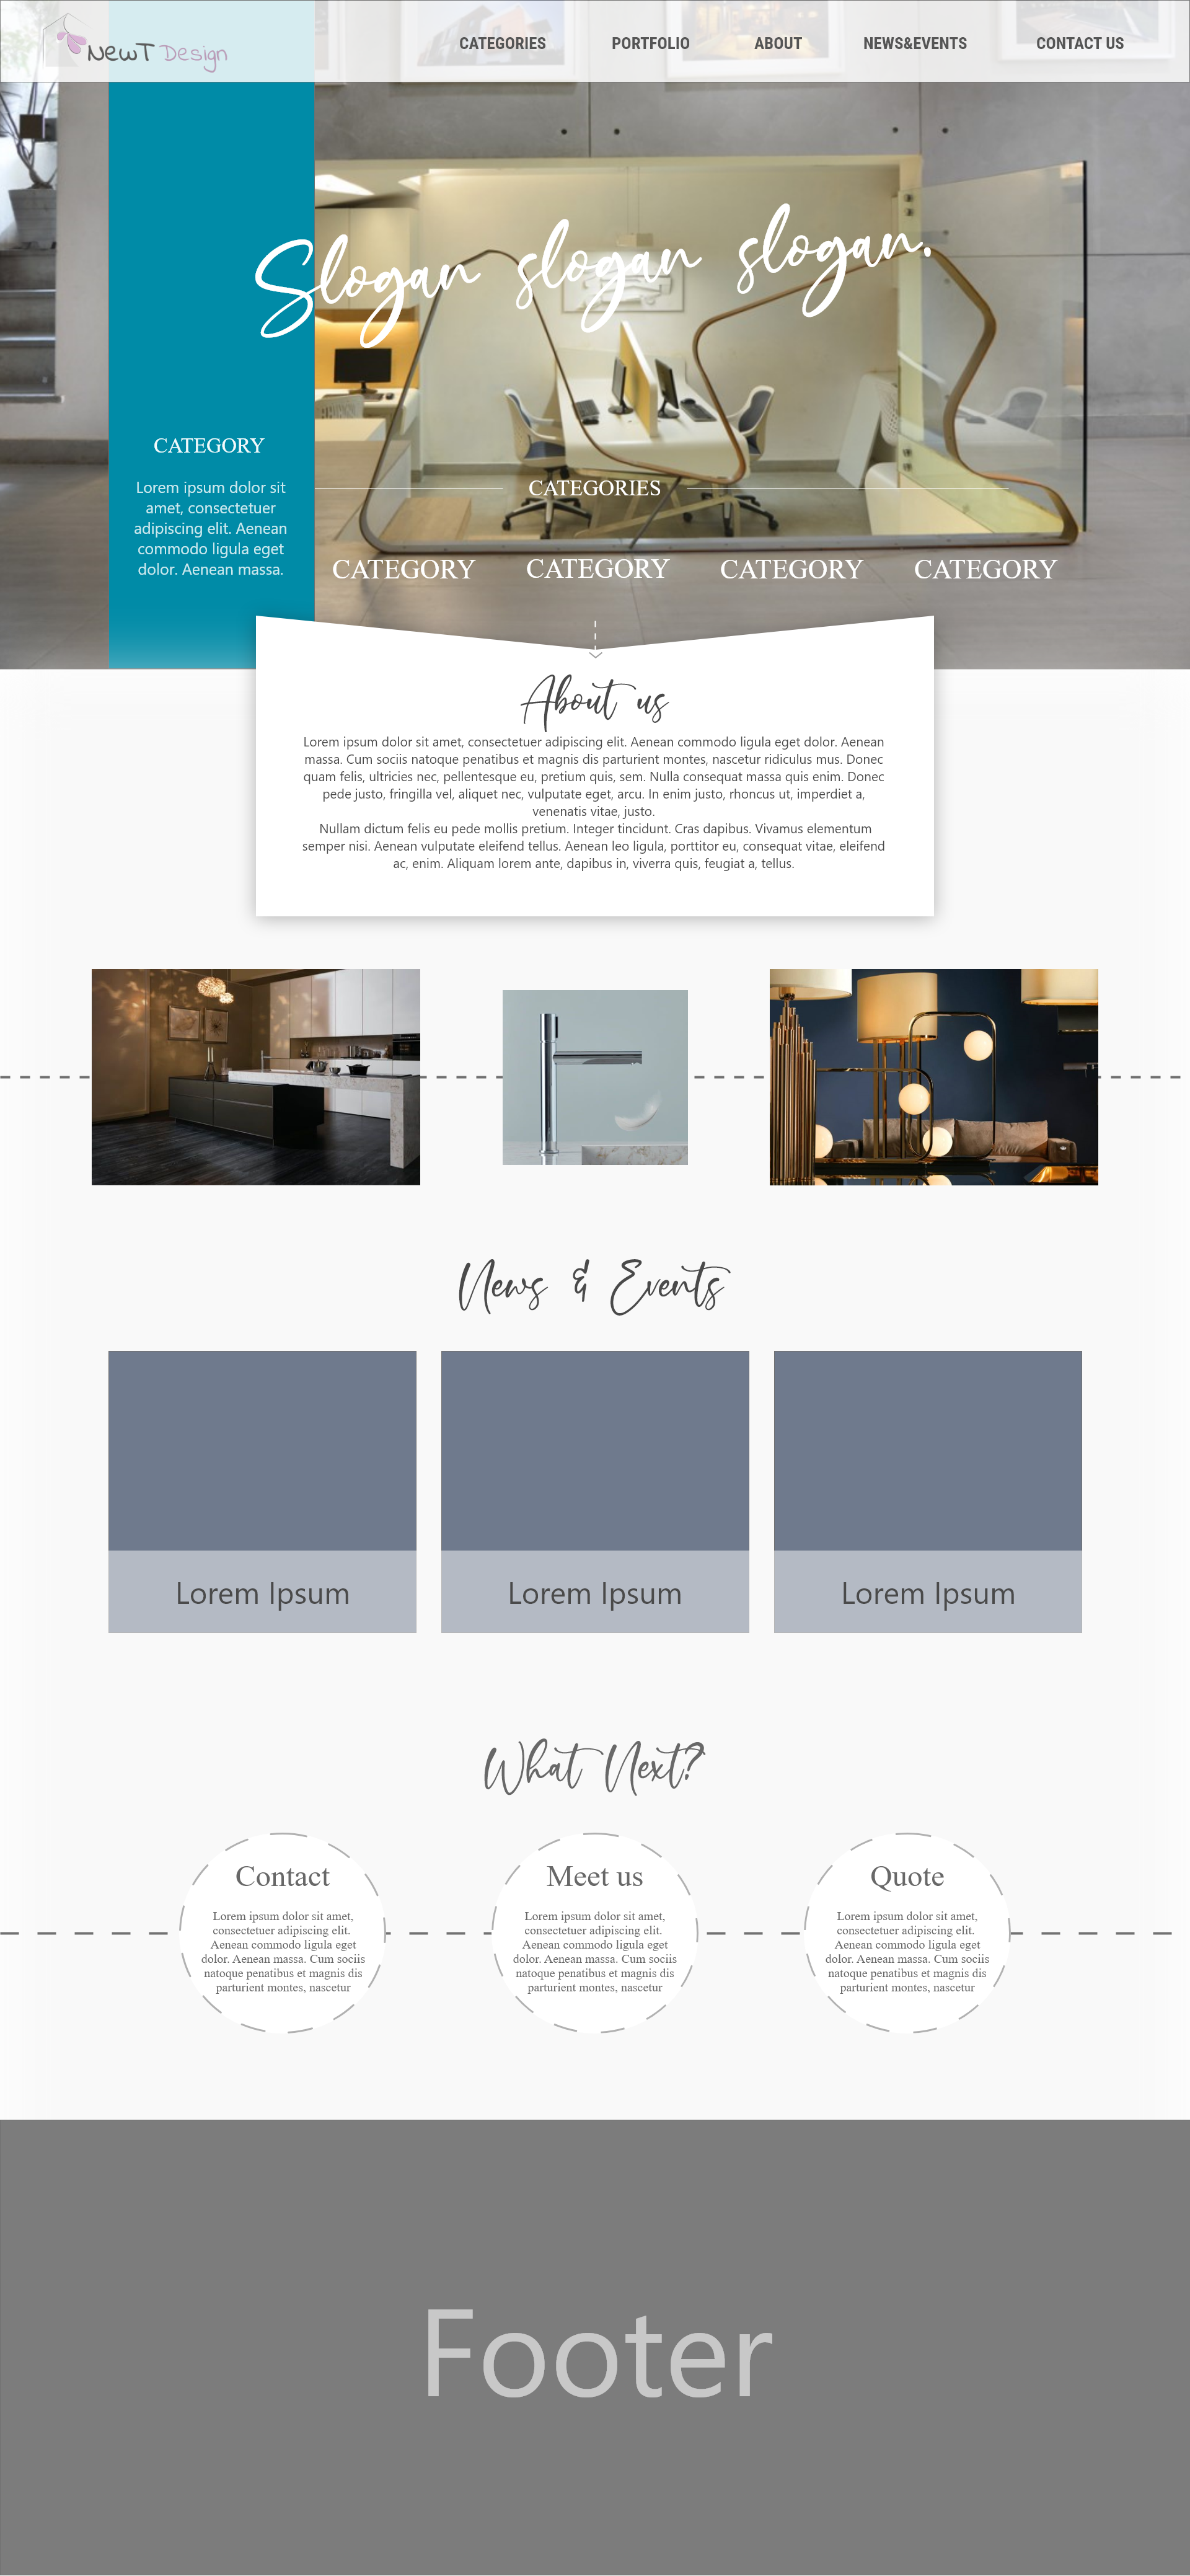 NewT Design
CATEGORIES PORTFOLIO ABOUT NEWS&EVENTS CONTACT US
Slogan slogan slogan.
CATEGORY
Lorem ipsum dolor sit
amet, consectetuer
adipiscing elit. Aenean
commodo ligula eget
dolor. Aenean massa.
CATEGORIES
CATEGORY CATEGORY CATEGORY CATEGORY
About us
Lorem ipsum dolor sit amet, consectetuer adipiscing elit. Aenean commodo ligula eget dolor. Aenean
massa. Cum sociis natoque penatibus et magnis dis parturient montes, nascetur ridiculus mus. Donec
quam felis, ultricies nec, pellentesque eu, pretium quis, sem. Nulla consequat massa quis enim. Donec
pede justo, fringilla vel, aliquet nec, vulputate eget, arcu. In enim justo, rhoncus ut, imperdiet a,
venenatis vitae, justo.
Nullam dictum felis eu pede mollis pretium. Integer tincidunt. Cras dapibus. Vivamus elementum
semper nisi. Aenean vulputate eleifend tellus. Aenean leo ligula, porttitor eu, consequat vitae, eleifend
ac, enim. Aliquam lorem ante, dapibus in, viverra quis, feugiat a, tellus.
News & Events
Lorem Ipsum Lorem Ipsum Lorem Ipsum
What Next?
Contact
Lorem ipsum dolor sit amet,
consectetuer adipiscing elit.
Aenean commodo ligula eget
dolor. Aenean massa. Cum sociis
natoque penatibus et magnis dis
parturient montes, nascetur
Meet us
Lorem ipsum dolor sit amet,
consectetuer adipiscing elit.
Aenean commodo ligula eget
dolor. Aenean massa. Cum sociis
natoque penatibus et magnis dis
parturient montes, nascetur
Quote
Lorem ipsum dolor sit amet,
consectetuer adipiscing elit.
Aenean commodo ligula eget
dolor. Aenean massa. Cum sociis
natoque penatibus et magnis dis
parturient montes, nascetur
Footer